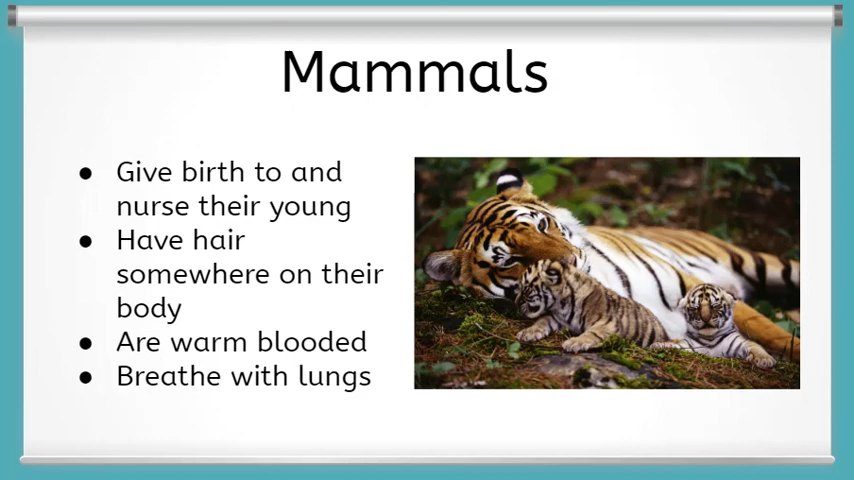 Mammals
● Give birth to and
nurse their young
● Have hair
somewhere on their
body
● Are warm blooded
● Breathe with lungs